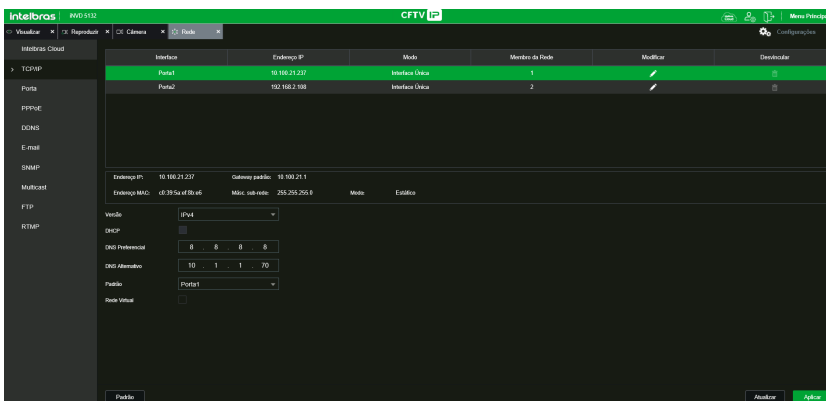 intelbras INVD 5132 CFTV IP Menu Principal
Visualizar x Reproduzir x Câmera x Rede x Configurações
Intelbras Cloud
Interface Endereço IP Modo Membro da Rede Modificar Desvincular
TCP/IP
Porta1 10.100.21.237 Interface Única 1
Porta Porta2 192.168.2.108 Interface Única 2
PPPoE
DDNS
E-mail
SNMP
Endereço IP: 10.100.21.237 Gateway padrão: 10.100.21.1
Multicast
Endereço MAC: c0:39:5a:ef:8b:e6 Másc. sub-rede: 255.255.255.0 Modo: Estático
FTP
Versão IPv4
RTMP
DHCP
DNS Preferencial 8 . 8 . 8 . 8
DNS Alternativo 10 . 1 . 1 . 70
Padrão Porta1
Rede Virtual
Padrão Atualizar Aplicar